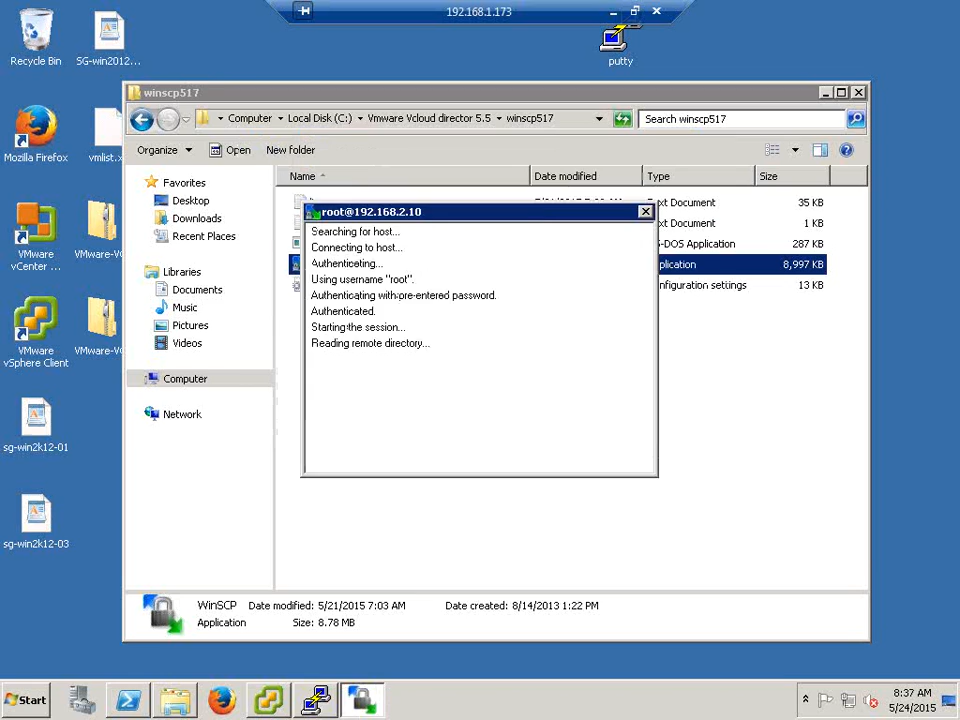 192.168.1.173
Recycle Bin
SG-win2012...
putty
Mozilla Firefox
vmlist.x
VMware
vCenter ...
VMware-VC
VMware
vSphere Client
VMware-VC
sg-win2k12-01
sg-win2k12-03
winscp517
Computer
Local Disk (C:)
Vmware Vcloud director 5.5
winscp517
Search winscp517
Organize
Open
New folder
Name
Date modified
Type
Size
Favorites
Desktop
Downloads
Recent Places
Libraries
Documents
Music
Pictures
Videos
Computer
Network
ext Document
35 KB
ext Document
1 KB
-DOS Application
287 KB
plication
8,997 KB
nfiguration settings
13 KB
root@192.168.2.10
Searching for host...
Connecting to host...
Authenticating...
Using username "root".
Authenticating with pre-entered password.
Authenticated.
Starting the session...
Reading remote directory...
WinSCP Date modified: 5/21/2015 7:03 AM Date created: 8/14/2013 1:22 PM
Application Size: 8.78 MB
Start
8:37 AM
5/24/2015